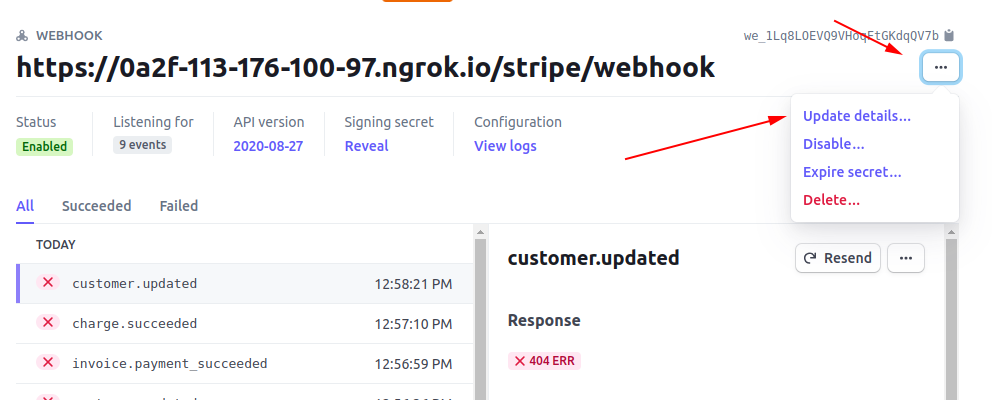 WEBHOOK
we_1Lq8LOEVQ9VHoqEtGKdqQV7b
https://0a2f-113-176-100-97.ngrok.io/stripe/webhook
Status
Listening for
API version
Signing secret
Configuration
Enabled
9 events
2020-08-27
Reveal
View logs
Update details...
Disable...
Expire secret...
Delete...
All
Succeeded
Failed
TODAY
customer.updated 12:58:21 PM
charge.succeeded 12:57:10 PM
invoice.payment_succeeded 12:56:59 PM
customer.updated
Resend
Response
404 ERR